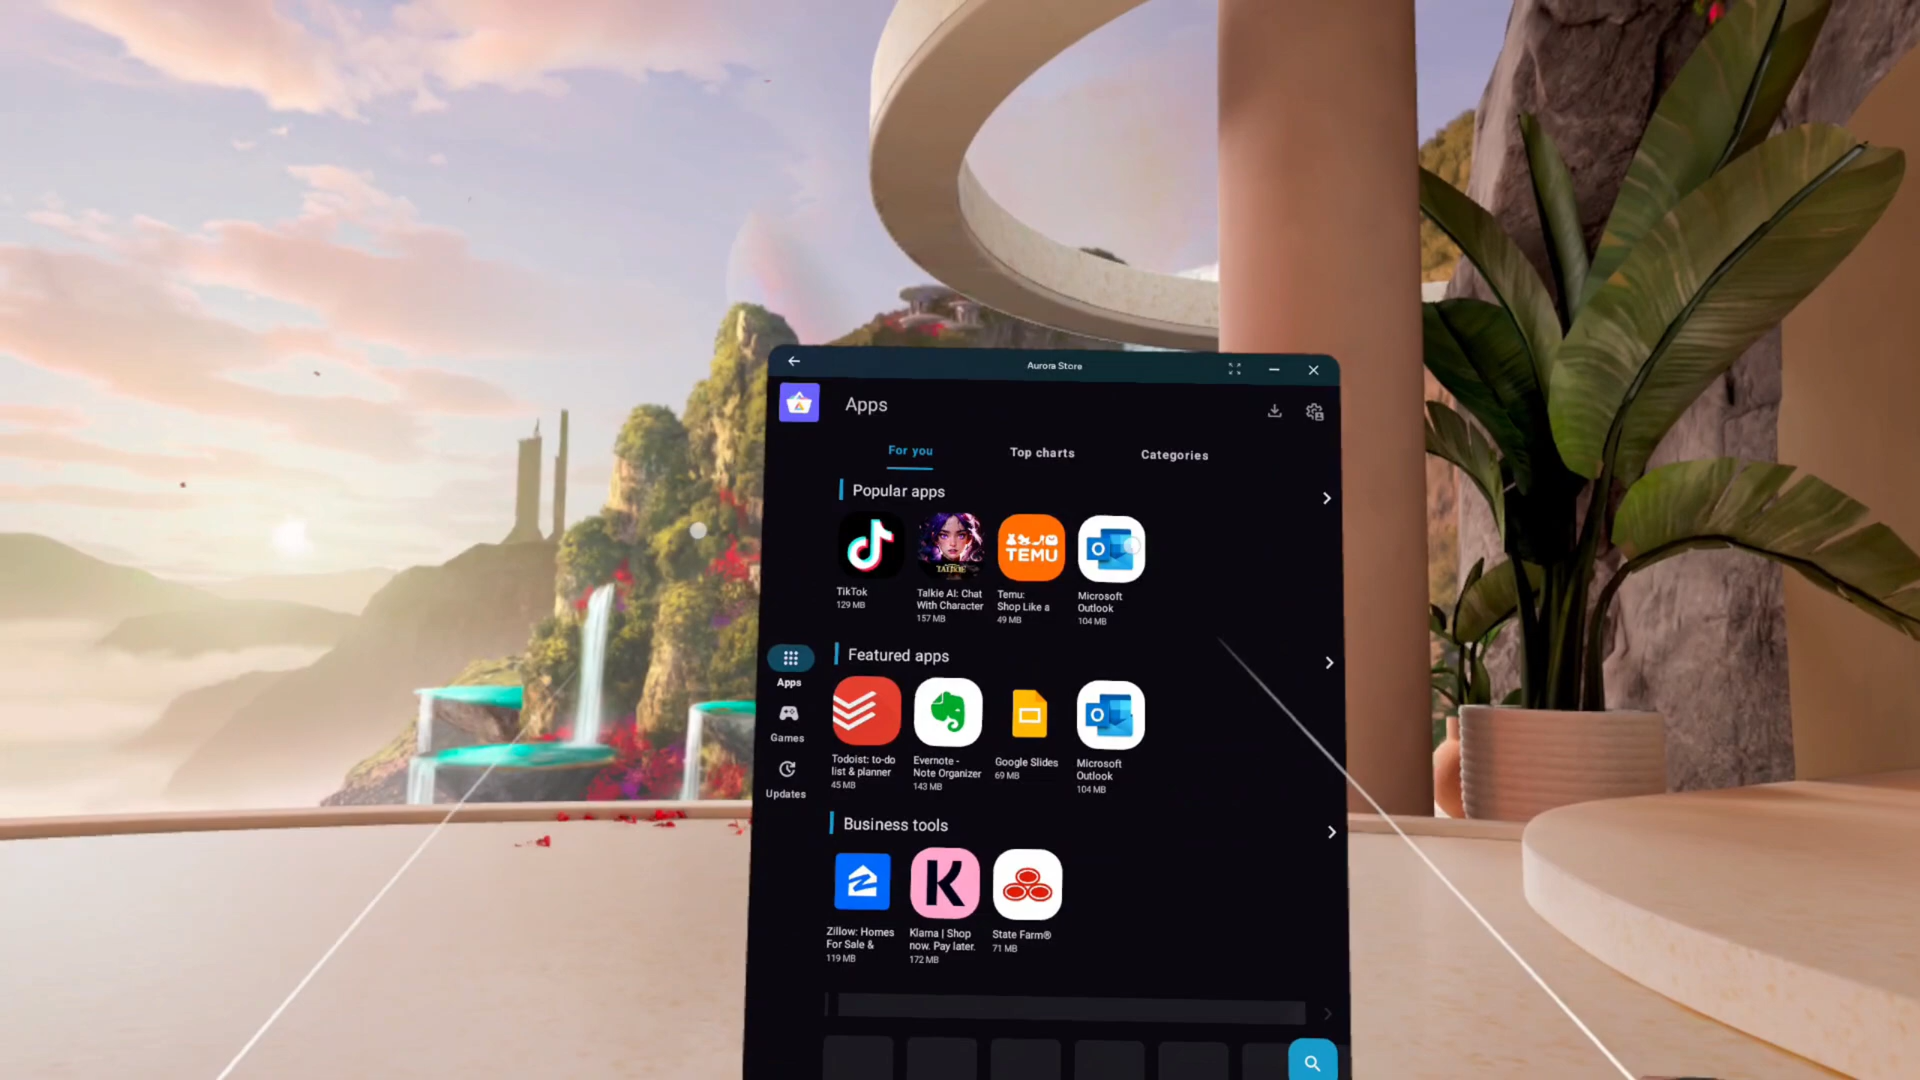 Aurora Store
Apps
For you
Top charts
Categories
Popular apps
TEMU
TALKIE
TikTok
129 MB
Talkie AI: Chat
With Character
157 MB
Temu:
Shop Like a
49 MB
Microsoft
Outlook
104 MB
Featured apps
Apps
Games
Updates
Todoist: to-do
list & planner
45 MB
Evernote -
Note Organizer
143 MB
Google Slides
69 MB
Microsoft
Outlook
104 MB
Business tools
K
Zillow: Homes
For Sale &
119 MB
Klarna | Shop
now. Pay later.
172 MB
State Farm®
71 MB